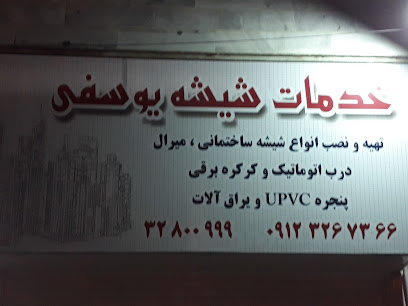 خدمات شیشه یوسفی
تهیه و نصب انواع شیشه ساختمانی ، میرال
درب اتوماتیک و کرکره برقی
پنجره UPVC و یراق آلات
۰۹۱۲ ۳۲۶ ۷۳ ۶۶ ۳۲ ۸۰۰ ۹۹۹